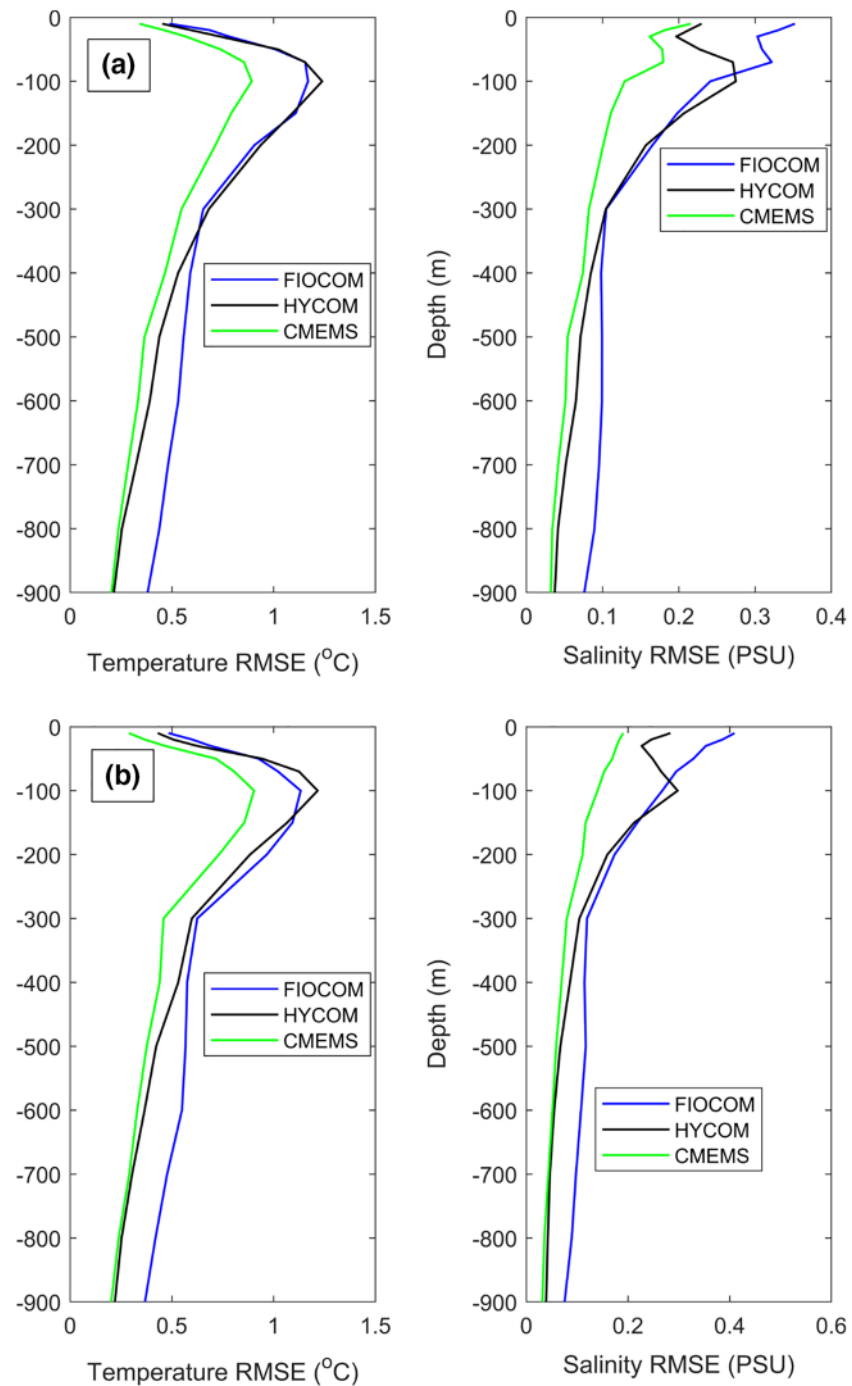 (a)
0
-100
-200
-300
-400
-500
-600
-700
-800
-900
FIOCOM
HYCOM
CMEMS
0 0.5 1 1.5
Temperature RMSE (°C)
Depth (m)
0
-100
-200
-300
-400
-500
-600
-700
-800
-900
FIOCOM
HYCOM
CMEMS
0 0.1 0.2 0.3 0.4
Salinity RMSE (PSU)
(b)
0
-100
-200
-300
-400
-500
-600
-700
-800
-900
FIOCOM
HYCOM
CMEMS
0 0.5 1 1.5
Temperature RMSE (°C)
Depth (m)
0
-100
-200
-300
-400
-500
-600
-700
-800
-900
FIOCOM
HYCOM
CMEMS
0 0.2 0.4 0.6
Salinity RMSE (PSU)